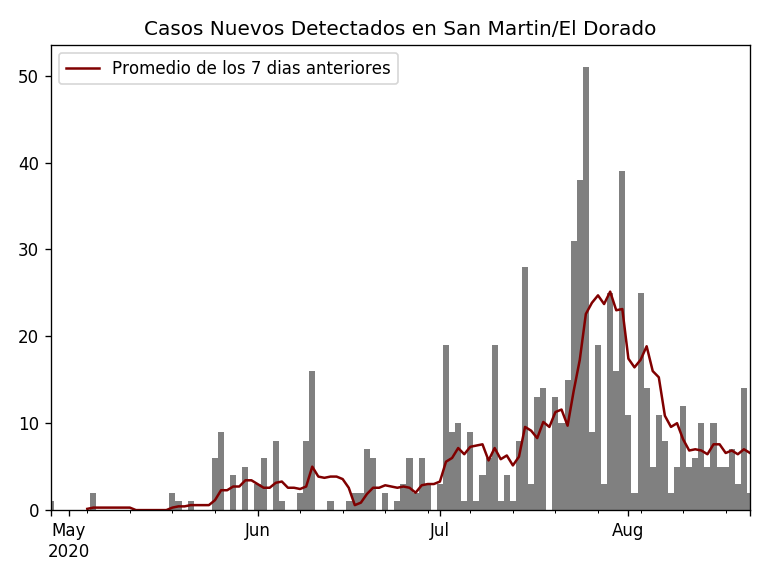 Casos Nuevos Detectados en San Martin/El Dorado
Promedio de los 7 dias anteriores
50
40
30
20
10
0
May Jun Jul Aug
2020